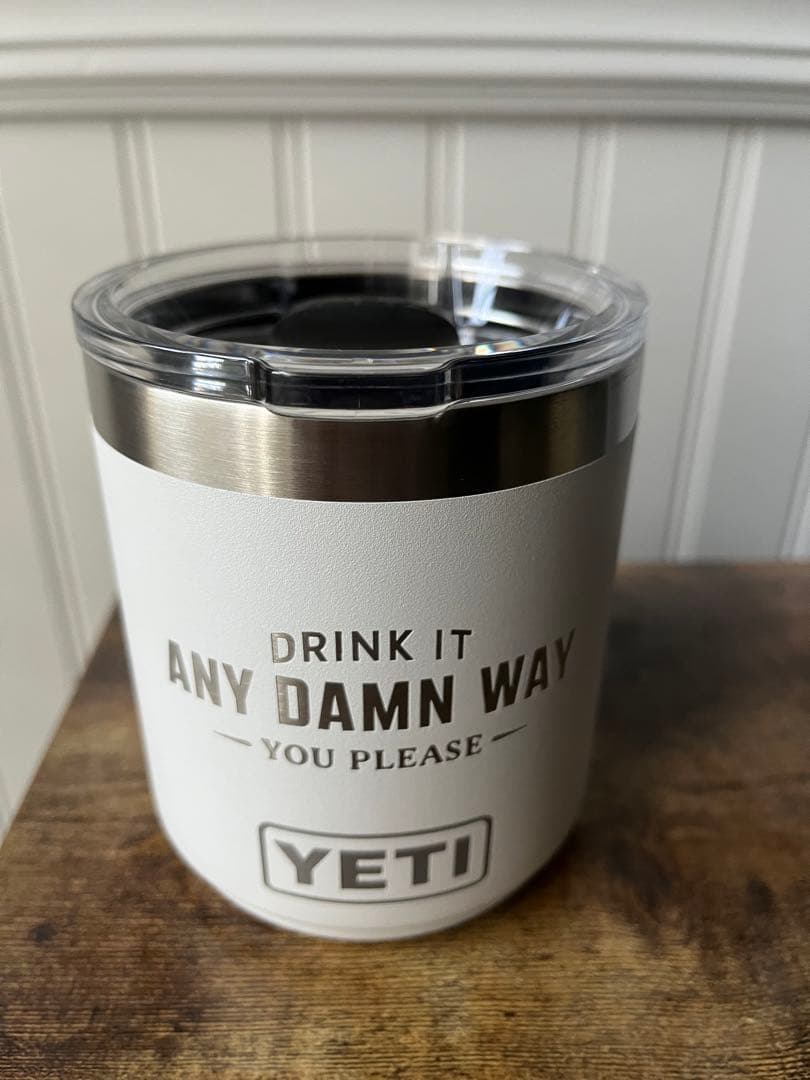 DRINK IT
ANY DAMN WAY
YOU PLEASE
YETI